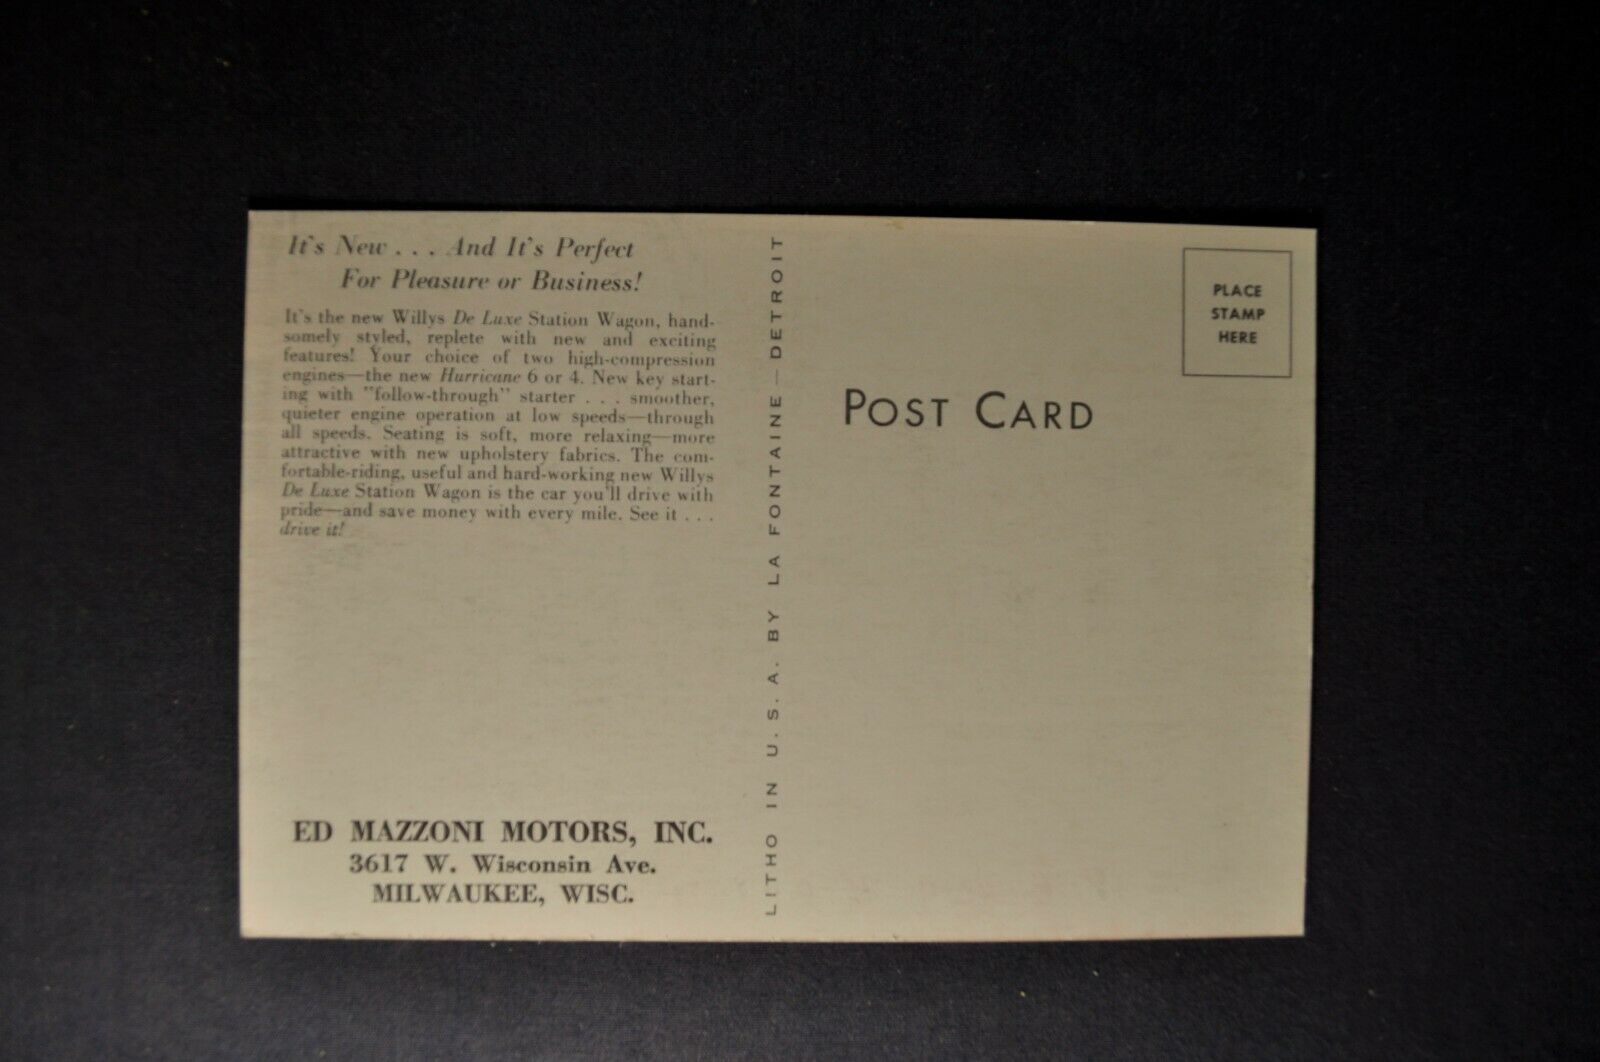 It's New . . . And It's Perfect
For Pleasure or Business!
It's the new Willys De Luxe Station Wagon, hand-
somely styled, replete with new and exciting
features! Your choice of two high-compression
engines—the new Hurricane 6 or 4. New key start-
ing with "follow-through" starter . . . smoother,
quieter engine operation at low speeds—through
all speeds. Seating is soft, more relaxing—more
attractive with new upholstery fabrics. The com-
fortable-riding, useful and hard-working new Willys
De Luxe Station Wagon is the car you'll drive with
pride—and save money with every mile. See it . . .
drive it!
ED MAZZONI MOTORS, INC.
3617 W. Wisconsin Ave.
MILWAUKEE, WISC.
LITHO IN U. S. A. BY LA FONTAINE—DETROIT
POST CARD
PLACE
STAMP
HERE